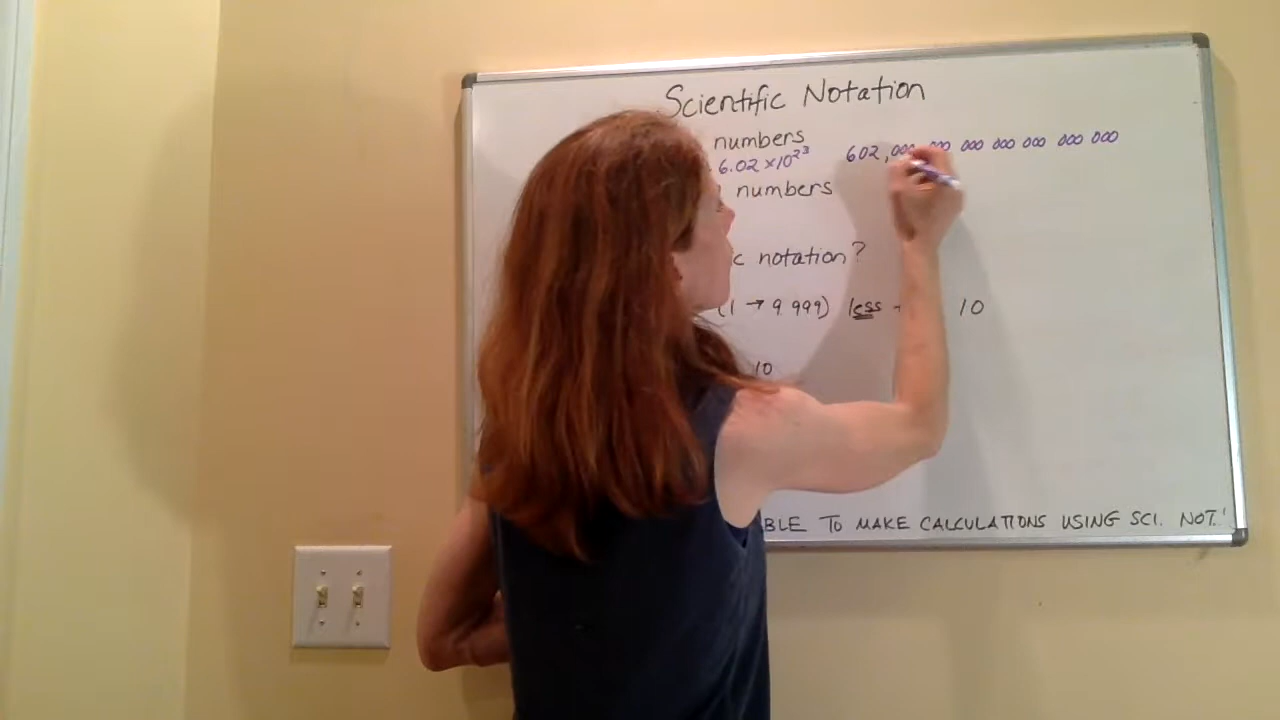 Scientific Notation
numbers
6.02 x10²³ 602,000 000 000 000 000 000 000
numbers
c notation?
(1 → 9.999) less 10
10
BLE TO MAKE CALCULATIONS USING SCI. NOT.